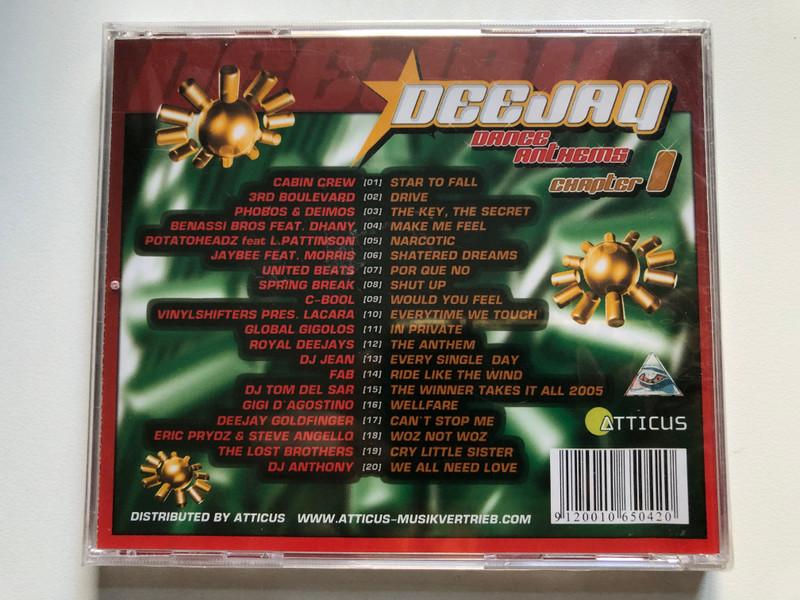 DEEJAY
DEEJAY
DANCE
ANTHEMS
CHAPTER 1
CABIN CREW [01] STAR TO FALL
3RD BOULEVARD [02] DRIVE
PHOBOS & DEIMOS [03] THE KEY, THE SECRET
BENASSI BROS FEAT. DHANY [04] MAKE ME FEEL
POTATOHEADZ feat L.PATTINSON [05] NARCOTIC
JAYBEE FEAT. MORRIS [06] SHATERED DREAMS
UNITED BEATS [07] POR QUE NO
SPRING BREAK [08] SHUT UP
C-BOOL [09] WOULD YOU FEEL
VINYLSHIFTERS PRES. LACARA [10] EVERYTIME WE TOUCH
GLOBAL GIGOLOS [11] IN PRIVATE
ROYAL DEEJAYS [12] THE ANTHEM
DJ JEAN [13] EVERY SINGLE DAY
FAB [14] RIDE LIKE THE WIND
DJ TOM DEL SAR [15] THE WINNER TAKES IT ALL 2005
GIGI D´AGOSTINO [16] WELLFARE
DEEJAY GOLDFINGER [17] CAN´T STOP ME
ERIC PRYDZ & STEVE ANGELLO [18] WOZ NOT WOZ
THE LOST BROTHERS [19] CRY LITTLE SISTER
DJ ANTHONY [20] WE ALL NEED LOVE
ATTICUS
DISTRIBUTED BY ATTICUS WWW.ATTICUS-MUSIKVERTRIEB.COM
9 120010 650420